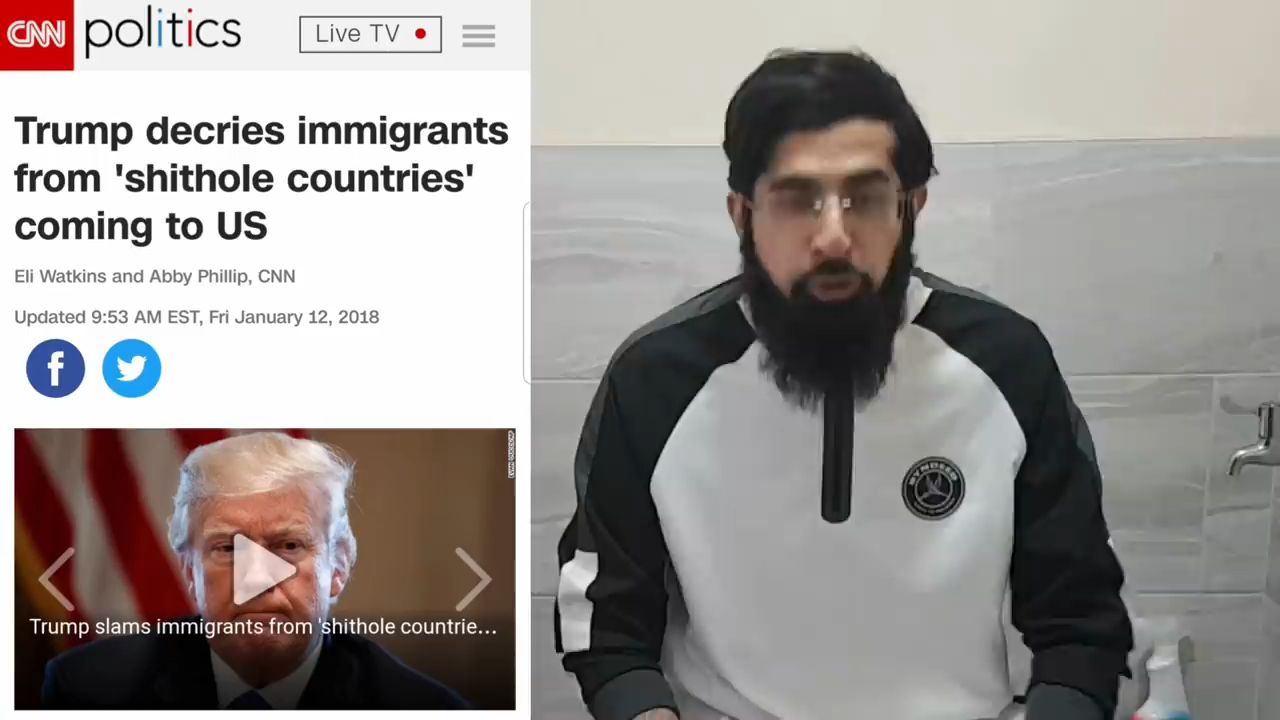 CNN politics
Live TV
Trump decries immigrants
from 'shithole countries'
coming to US
Eli Watkins and Abby Phillip, CNN
Updated 9:53 AM EST, Fri January 12, 2018
f
Trump slams immigrants from 'shithole countrie...